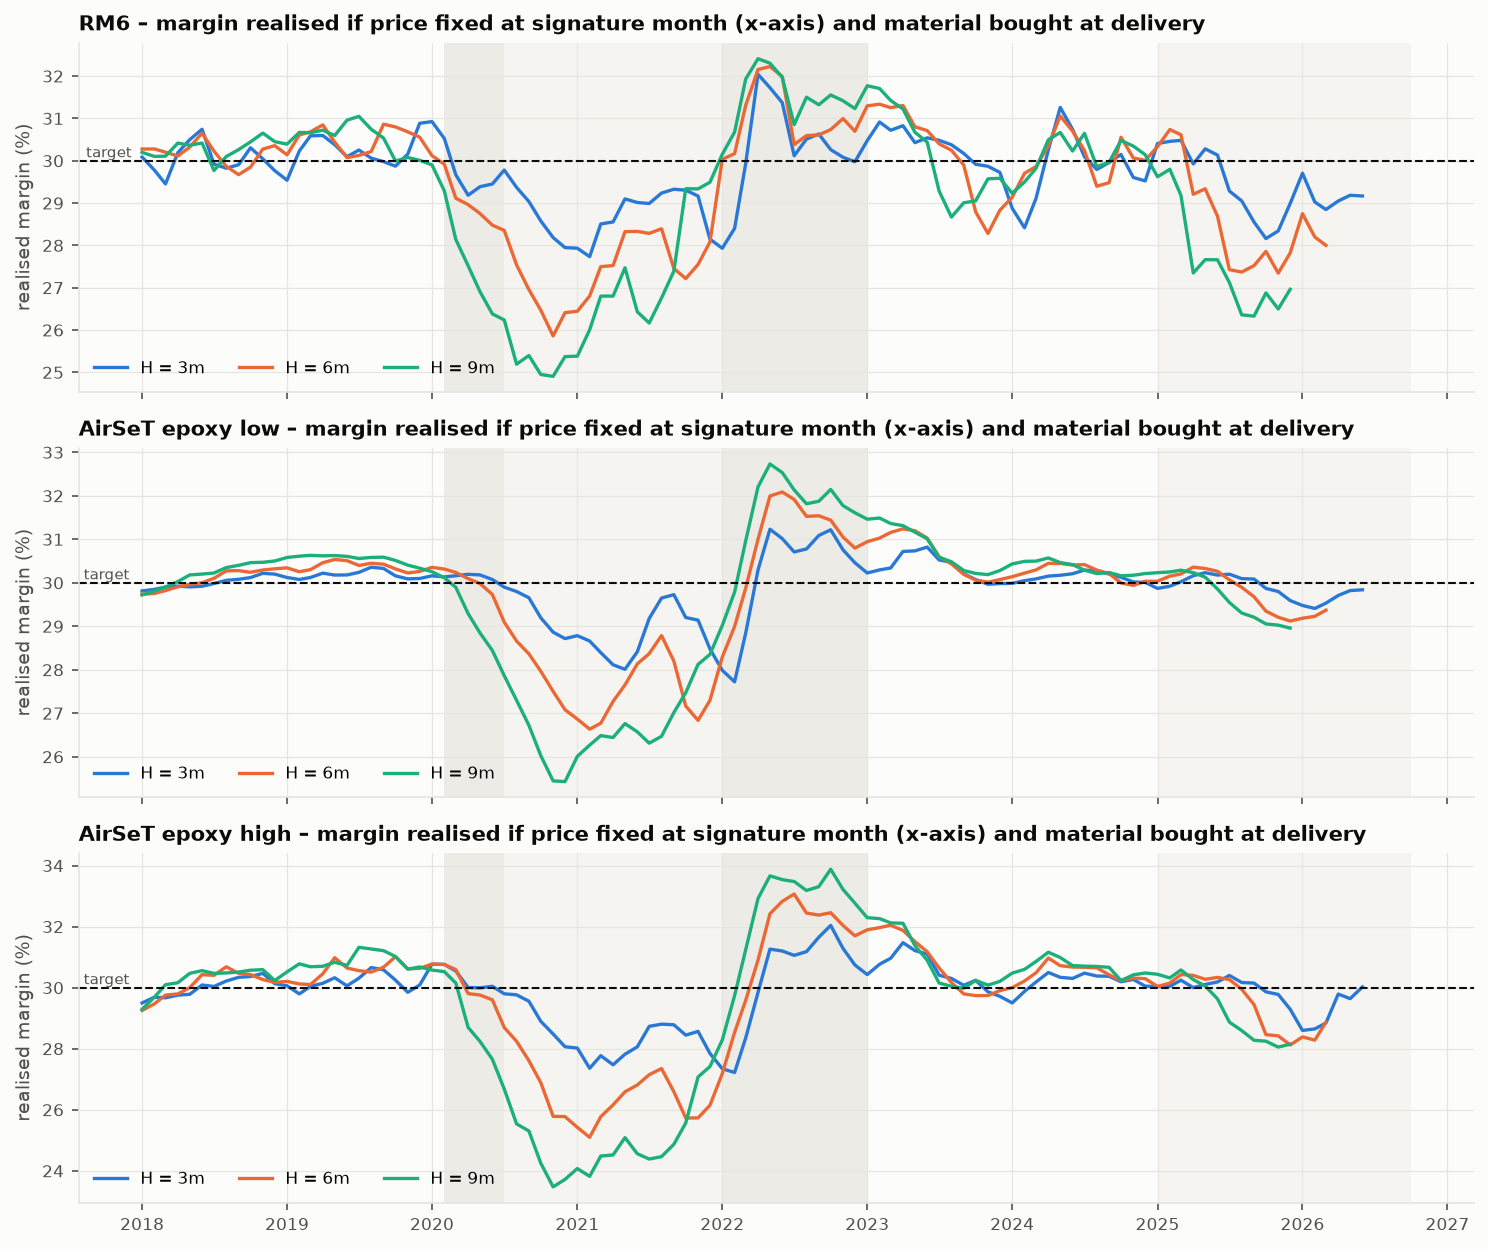 RM6 – margin realised if price fixed at signature month (x-axis) and material bought at delivery
realised margin (%)
32
31
30
29
28
27
26
25
target
H = 3m
H = 6m
H = 9m
AirSeT epoxy low – margin realised if price fixed at signature month (x-axis) and material bought at delivery
realised margin (%)
33
32
31
30
29
28
27
26
target
H = 3m
H = 6m
H = 9m
AirSeT epoxy high – margin realised if price fixed at signature month (x-axis) and material bought at delivery
realised margin (%)
34
32
30
28
26
24
target
H = 3m
H = 6m
H = 9m
2018 2019 2020 2021 2022 2023 2024 2025 2026 2027